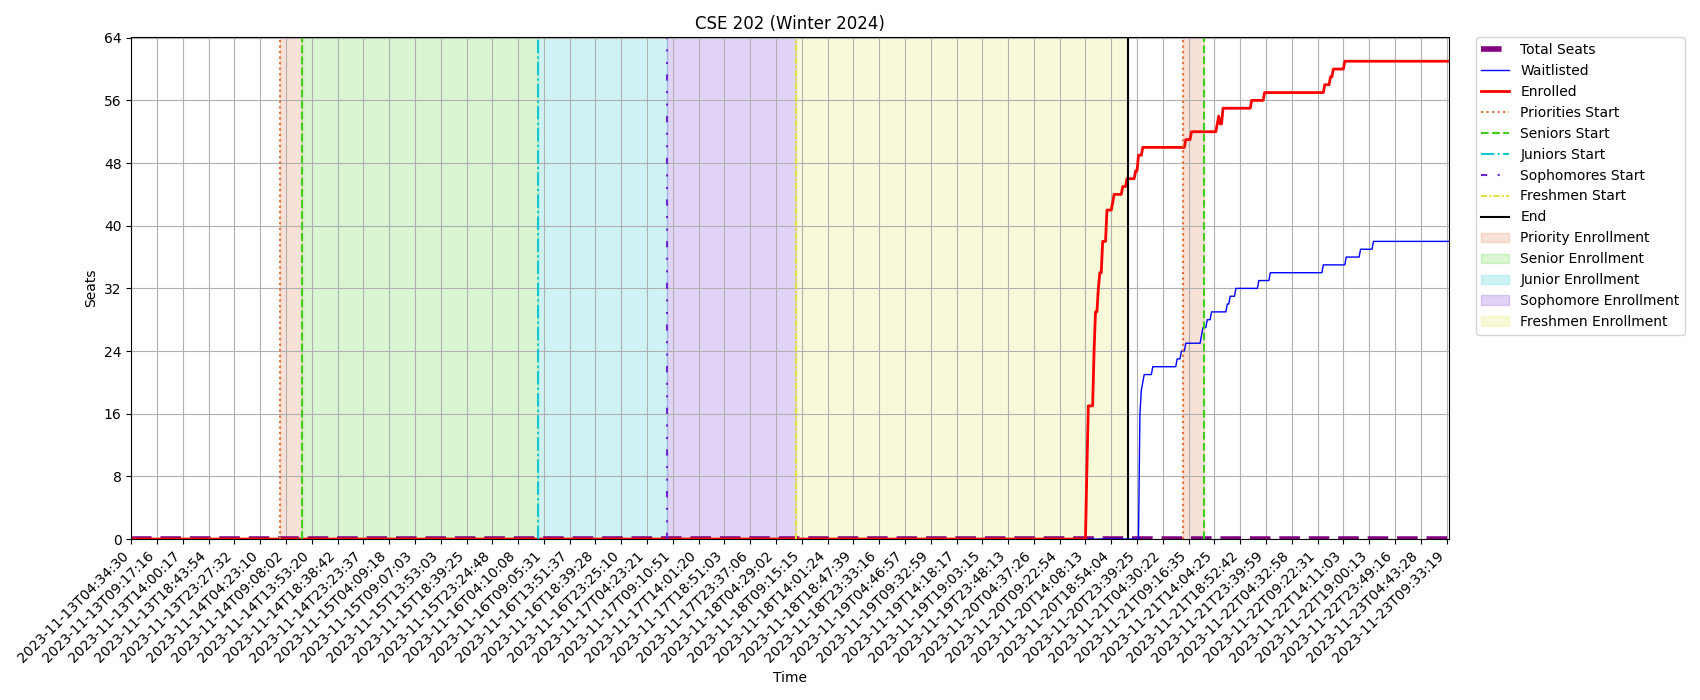 CSE 202 (Winter 2024)
64
56
48
40
32
24
16
8
0
Seats
2023-11-13T04:34:30
2023-11-13T09:17:16
2023-11-13T14:00:17
2023-11-13T18:43:54
2023-11-13T23:27:32
2023-11-14T04:23:10
2023-11-14T09:08:02
2023-11-14T13:53:20
2023-11-14T18:38:42
2023-11-14T23:23:37
2023-11-15T04:09:18
2023-11-15T09:07:03
2023-11-15T13:53:03
2023-11-15T18:39:25
2023-11-15T23:24:48
2023-11-16T04:10:08
2023-11-16T09:05:31
2023-11-16T13:51:37
2023-11-16T18:39:28
2023-11-16T23:25:10
2023-11-17T04:23:21
2023-11-17T09:10:51
2023-11-17T14:01:20
2023-11-17T18:51:03
2023-11-17T23:37:06
2023-11-18T04:29:02
2023-11-18T09:15:15
2023-11-18T14:01:24
2023-11-18T18:47:39
2023-11-18T23:33:16
2023-11-19T04:46:57
2023-11-19T09:32:59
2023-11-19T14:18:17
2023-11-19T19:03:15
2023-11-19T23:48:13
2023-11-20T04:37:26
2023-11-20T09:22:54
2023-11-20T14:08:13
2023-11-20T18:54:04
2023-11-20T23:39:25
2023-11-21T04:30:22
2023-11-21T09:16:35
2023-11-21T14:04:25
2023-11-21T18:52:42
2023-11-21T23:39:59
2023-11-22T04:32:58
2023-11-22T09:22:31
2023-11-22T14:11:03
2023-11-22T19:00:13
2023-11-22T23:49:16
2023-11-23T04:43:28
2023-11-23T09:33:19
Time
Total Seats
Waitlisted
Enrolled
Priorities Start
Seniors Start
Juniors Start
Sophomores Start
Freshmen Start
End
Priority Enrollment
Senior Enrollment
Junior Enrollment
Sophomore Enrollment
Freshmen Enrollment